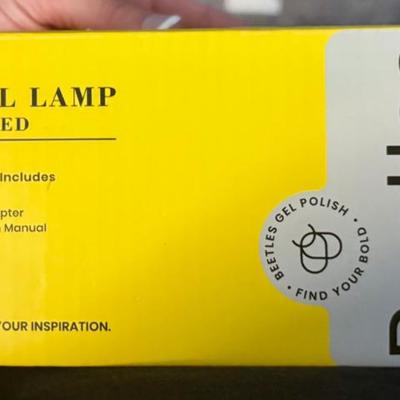 L LAMP
ED
Includes
pter
Manual
YOUR INSPIRATION.
BEETLES GEL POLISH •
FIND YOUR BOLD •